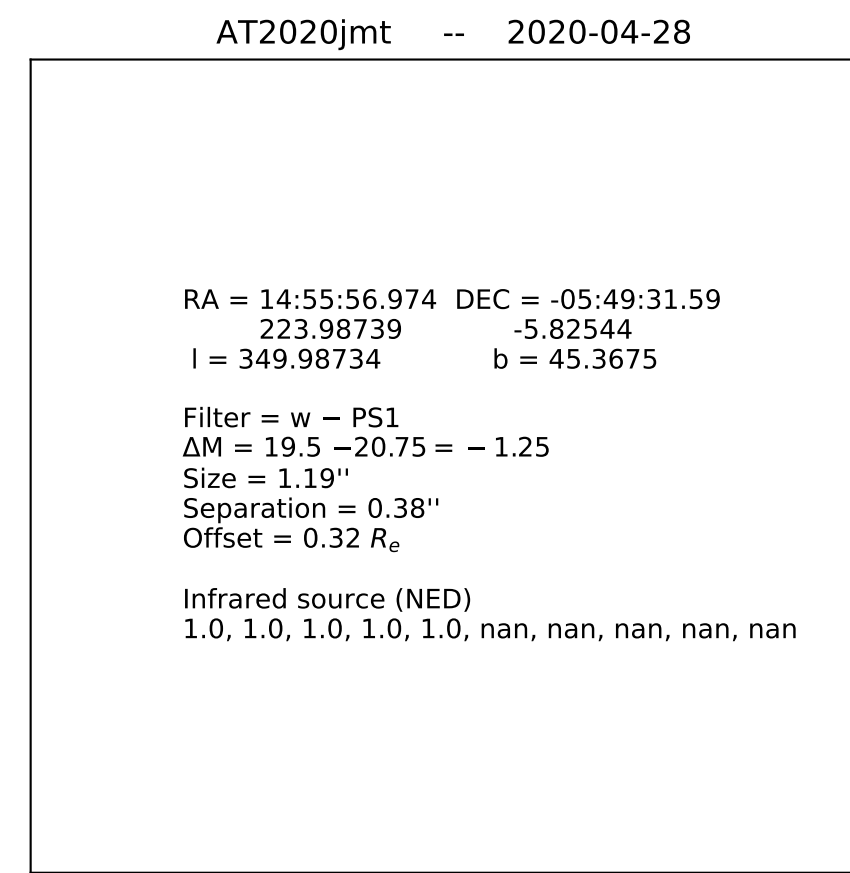 AT2020jmt -- 2020-04-28
RA = 14:55:56.974 DEC = -05:49:31.59
223.98739 -5.82544
l = 349.98734 b = 45.3675
Filter = w − PS1
ΔM = 19.5 −20.75 = − 1.25
Size = 1.19''
Separation = 0.38''
Offset = 0.32 Re
Infrared source (NED)
1.0, 1.0, 1.0, 1.0, 1.0, nan, nan, nan, nan, nan